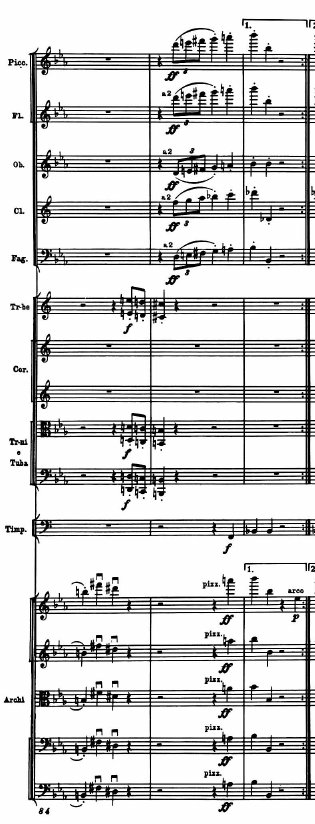 1. 2
Picc. ff 3
a 2
Fl. ff 3
a 2 3
Ob. ff
a 2
Cl. ff 3
a 2
Fag. ff 3
Tr-be f
Cor.
Tr-ni
e
Tuba f
f
Timp. f
1. 2
pizz. arco
ff p
pizz.
ff
pizz.
Archi ff
pizz.
ff
pizz.
ff
84